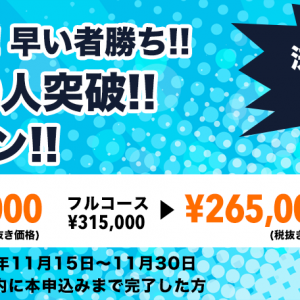 ！早い者勝ち!!
人突破!!
ン!!
000
抜き価格)
フルコース
¥315,000
¥265,00
(税抜き
年11月15日〜11月30日
内に本申込みまで完了した方